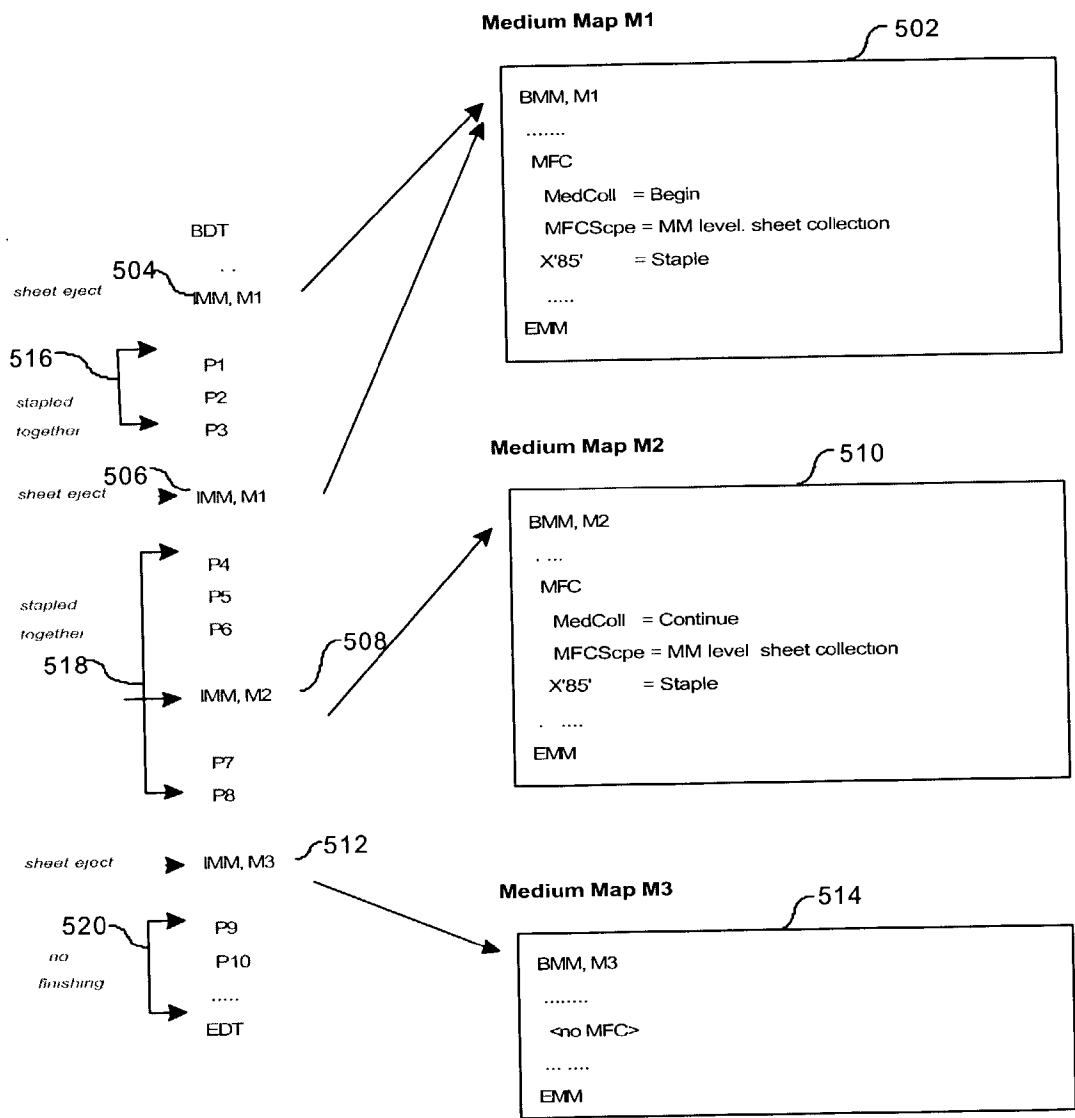 Medium Map M1
502
BMM, M1
.......
MFC
MedColl = Begin
MFCScpe = MM level. sheet collection
X'85' = Staple
.....
EMM
BDT
. .
504
sheet eject
IMM, M1
516
P1
stapled
P2
together
P3
506
sheet eject
IMM, M1
P4
stapled
P5
together
P6
518
508
IMM, M2
P7
P8
sheet eject
IMM, M3
512
520
P9
no
P10
finishing
.....
EDT
Medium Map M2
510
BMM, M2
. ...
MFC
MedColl = Continue
MFCScpe = MM level sheet collection
X'85' = Staple
. ....
EMM
Medium Map M3
514
BMM, M3
........
<no MFC>
... ....
EMM